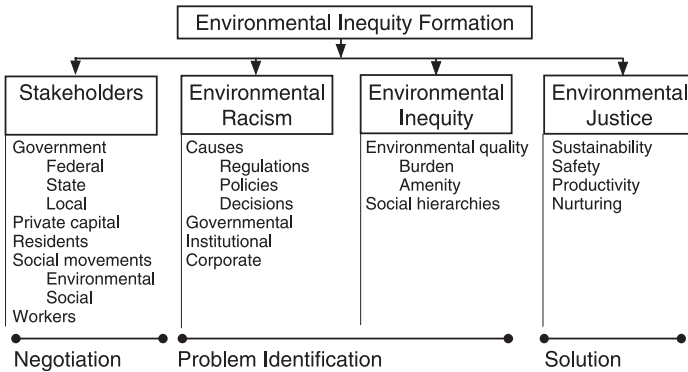 Environmental Inequity Formation
Stakeholders
Government
Federal
State
Local
Private capital
Residents
Social movements
Environmental
Social
Workers
Environmental
Racism
Causes
Regulations
Policies
Decisions
Governmental
Institutional
Corporate
Environmental
Inequity
Environmental quality
Burden
Amenity
Social hierarchies
Environmental
Justice
Sustainability
Safety
Productivity
Nurturing
Negotiation
Problem Identification
Solution